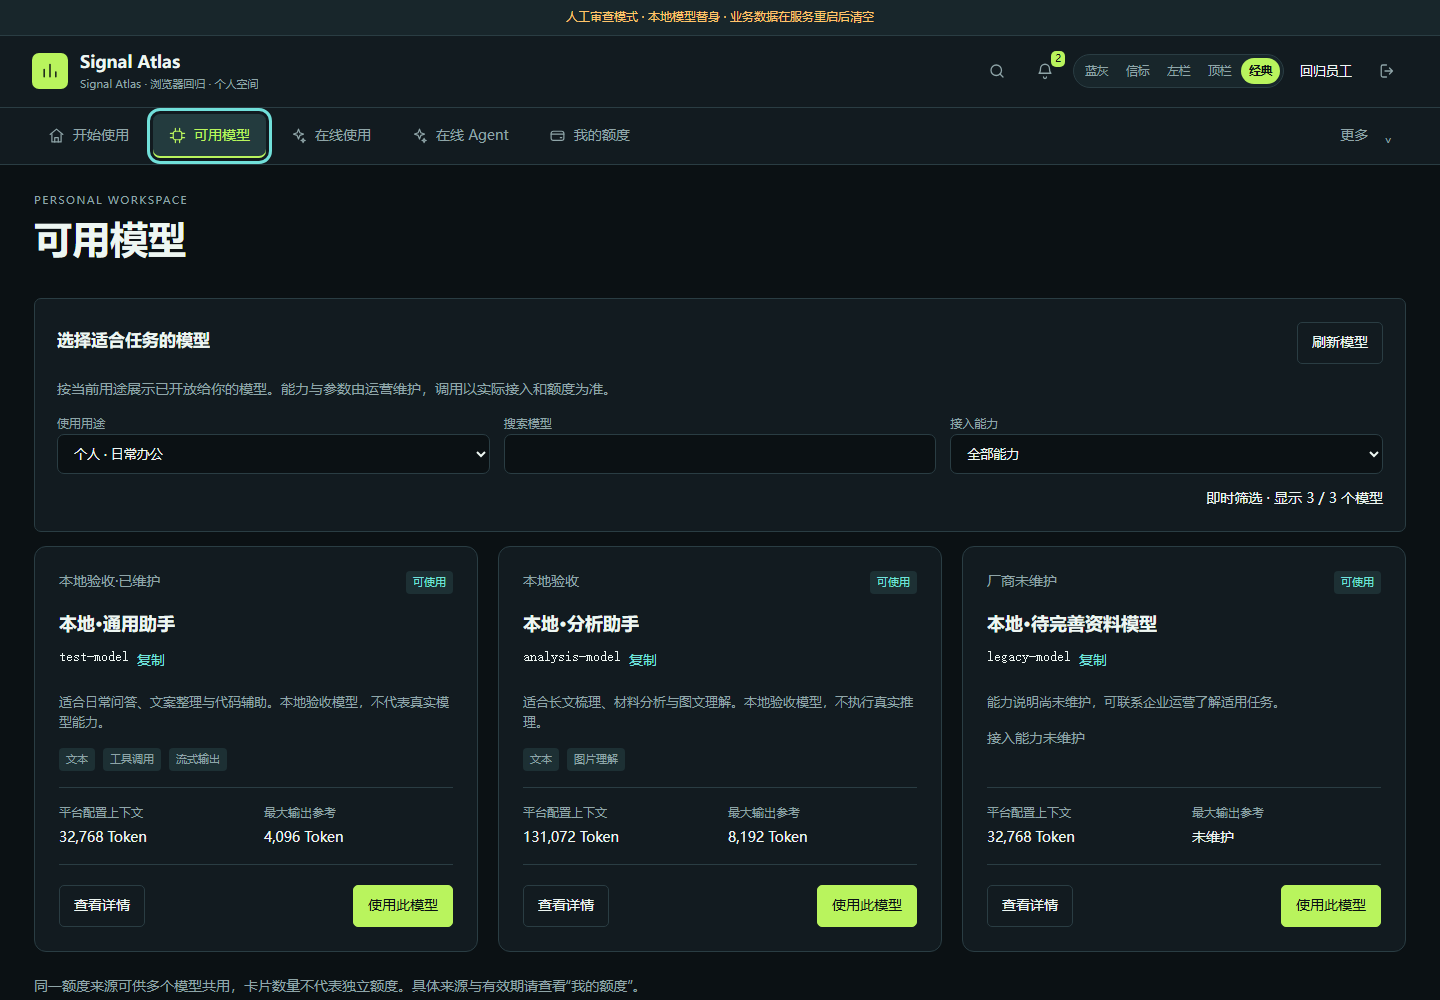 人工审查模式 · 本地模型替身 · 业务数据在服务重启后清空
Signal Atlas
Signal Atlas · 浏览器回归 · 个人空间
2
蓝灰 信标 左栏 顶栏 经典
回归员工
开始使用 可用模型 在线使用 在线 Agent 我的额度 更多
PERSONAL WORKSPACE
可用模型
选择适合任务的模型
刷新模型
按当前用途展示已开放给你的模型。能力与参数由运营维护，调用以实际接入和额度为准。
使用用途 搜索模型 接入能力
个人 · 日常办公 全部能力
即时筛选 · 显示 3 / 3 个模型
本地验收·已维护 可使用
本地·通用助手
test-model 复制
适合日常问答、文案整理与代码辅助。本地验收模型，不代表真实模
型能力。
文本 工具调用 流式输出
平台配置上下文 最大输出参考
32,768 Token 4,096 Token
查看详情 使用此模型
本地验收 可使用
本地·分析助手
analysis-model 复制
适合长文梳理、材料分析与图文理解。本地验收模型，不执行真实推
理。
文本 图片理解
平台配置上下文 最大输出参考
131,072 Token 8,192 Token
查看详情 使用此模型
厂商未维护 可使用
本地·待完善资料模型
legacy-model 复制
能力说明尚未维护，可联系企业运营了解适用任务。
接入能力未维护
平台配置上下文 最大输出参考
32,768 Token 未维护
查看详情 使用此模型
同一额度来源可供多个模型共用，卡片数量不代表独立额度。具体来源与有效期请查看“我的额度”。